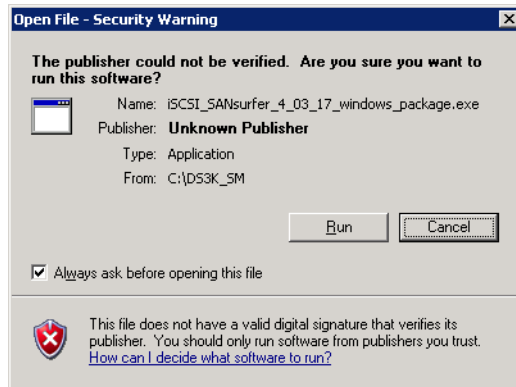 Open File - Security Warning
The publisher could not be verified. Are you sure you want to
run this software?
Name: iSCSI_SANsurfer_4_03_17_windows_package.exe
Publisher: Unknown Publisher
Type: Application
From: C:\DS3K_SM
Run Cancel
Always ask before opening this file
This file does not have a valid digital signature that verifies its
publisher. You should only run software from publishers you trust.
How can I decide what software to run?